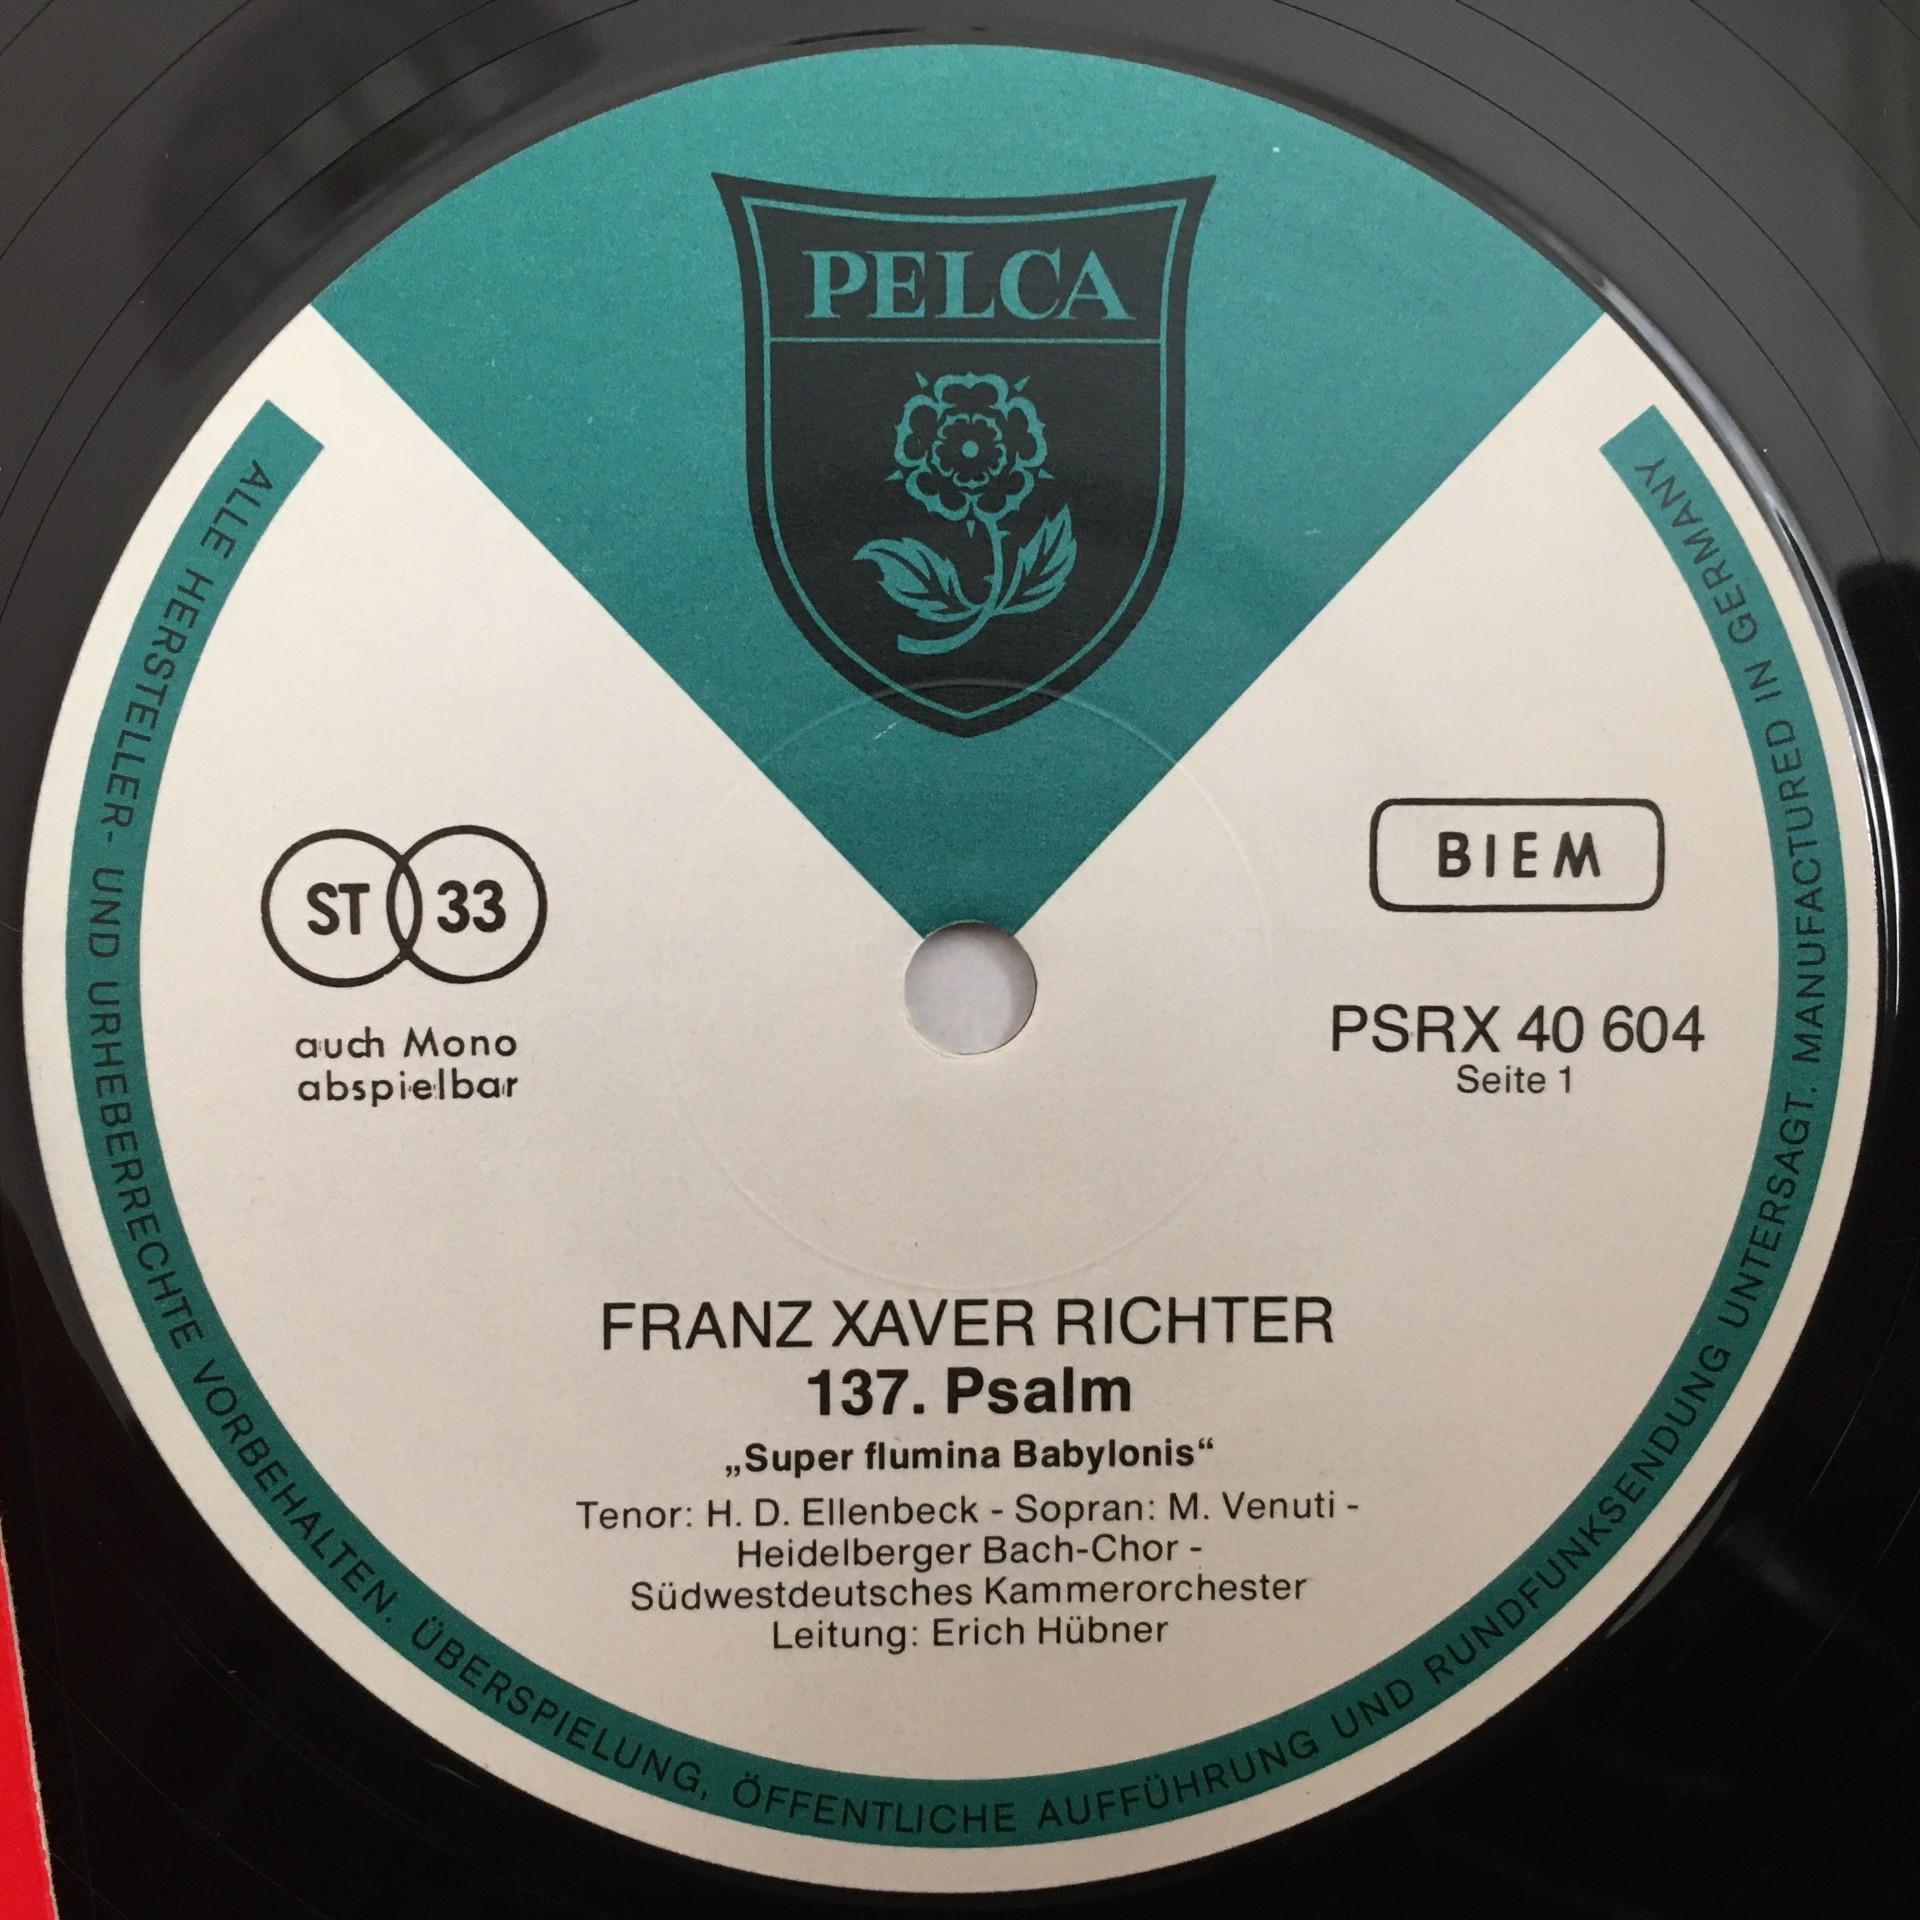 PELCA
ST 33
auch Mono
abspielbar
BIEM
PSRX 40 604
Seite 1
FRANZ XAVER RICHTER
137. Psalm
„Super flumina Babylonis“
Tenor: H. D. Ellenbeck - Sopran: M. Venuti -
Heidelberger Bach-Chor -
Südwestdeutsches Kammerorchester
Leitung: Erich Hübner
ALLE HERSTELLER- UND URHEBERRECHTE VORBEHALTEN. ÜBERSPIELUNG, ÖFFENTLICHE AUFFÜHRUNG UND RUNDFUNKSENDUNG UNTERSAGT. MANUFACTURED IN GERMANY